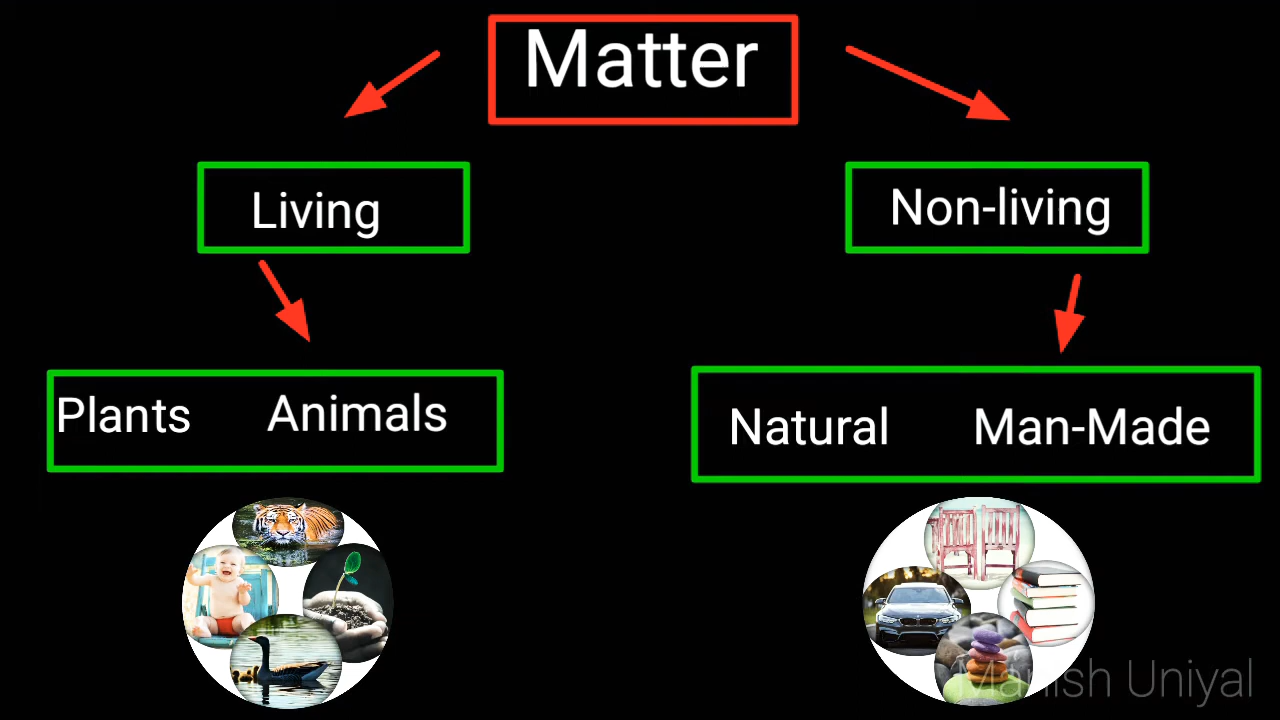 Matter
Living
Non-living
Plants Animals
Natural Man-Made
Manish Uniyal